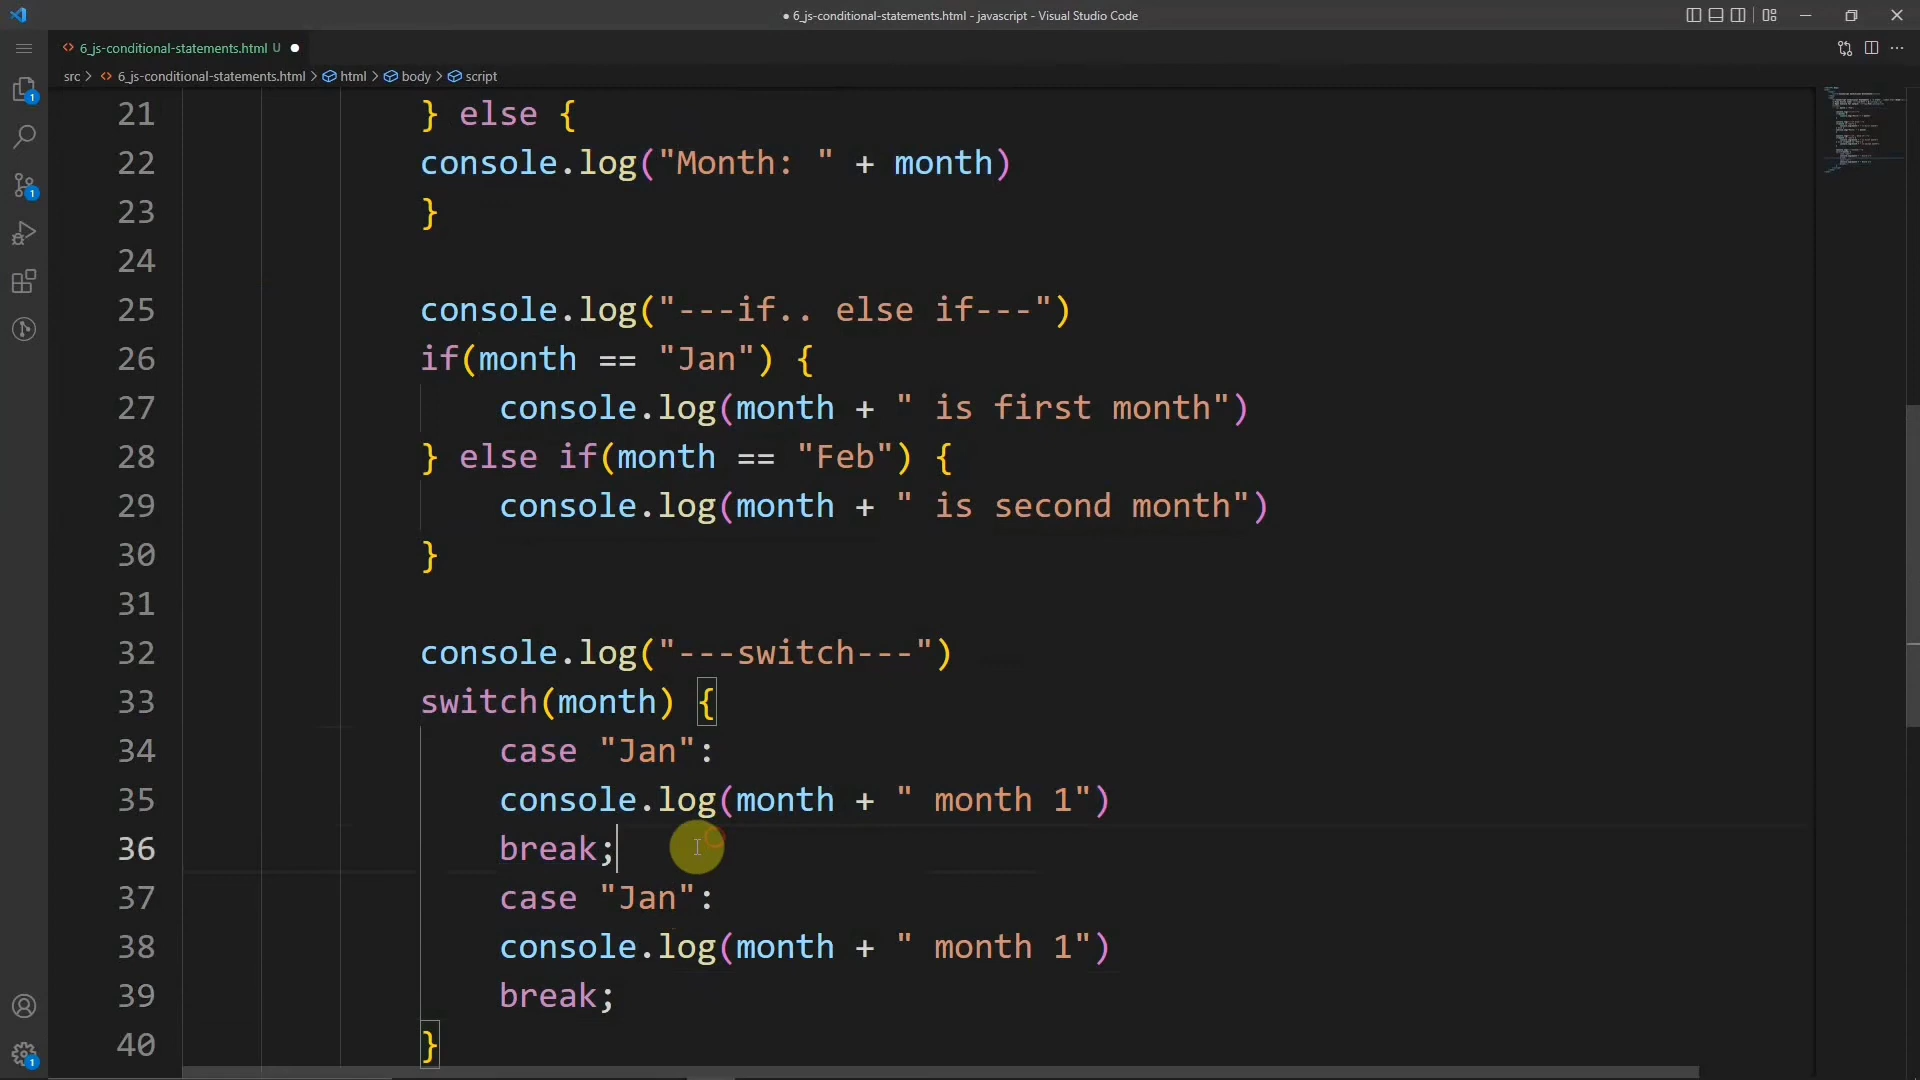 ● 6_js-conditional-statements.html - javascript - Visual Studio Code
6_js-conditional-statements.html U ●
src > 6_js-conditional-statements.html > html > body > script
21 } else {
22 console.log("Month: " + month)
23 }
24
25 console.log("---if.. else if---")
26 if(month == "Jan") {
27 console.log(month + " is first month")
28 } else if(month == "Feb") {
29 console.log(month + " is second month")
30 }
31
32 console.log("---switch---")
33 switch(month) {
34 case "Jan":
35 console.log(month + " month 1")
36 break;
37 case "Jan":
38 console.log(month + " month 1")
39 break;
40 }
1
1
1